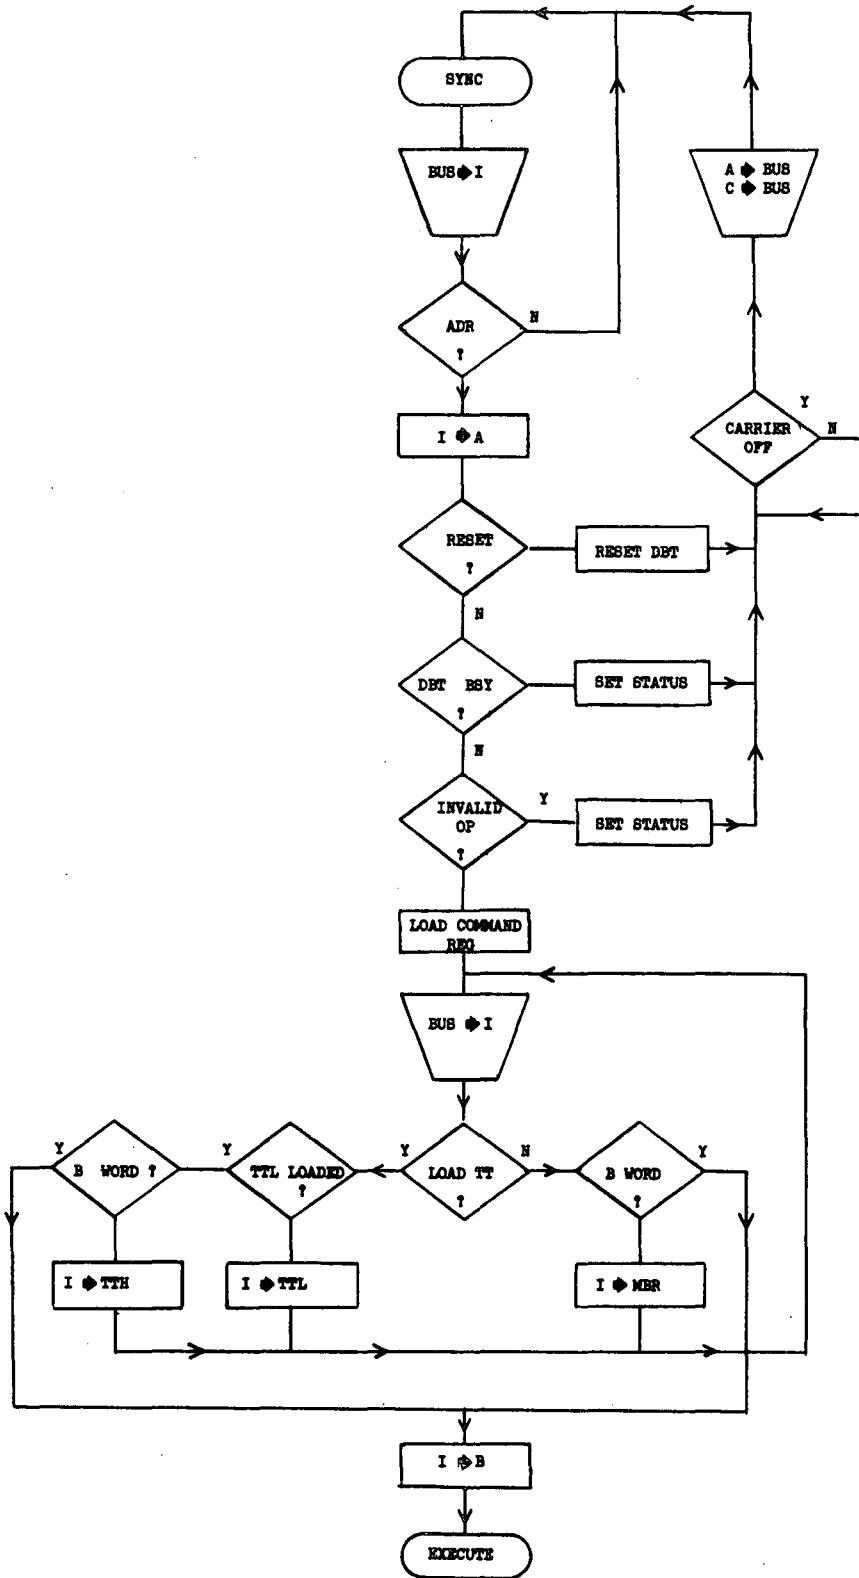 SYNC
BUS ➧ I
A ➧ BUS
C ➧ BUS
ADR
?
N
I ➧ A
CARRIER
OFF
Y
N
RESET
?
RESET DBT
N
DBT BSY
?
SET STATUS
N
INVALID
OP
?
Y
SET STATUS
LOAD COMMAND
REG
BUS ➧ I
Y
B WORD ?
Y
TTL LOADED
?
Y
LOAD TT
?
N
B WORD
?
Y
I ➧ TTH
I ➧ TTL
I ➧ MBR
I ➧ B
EXECUTE